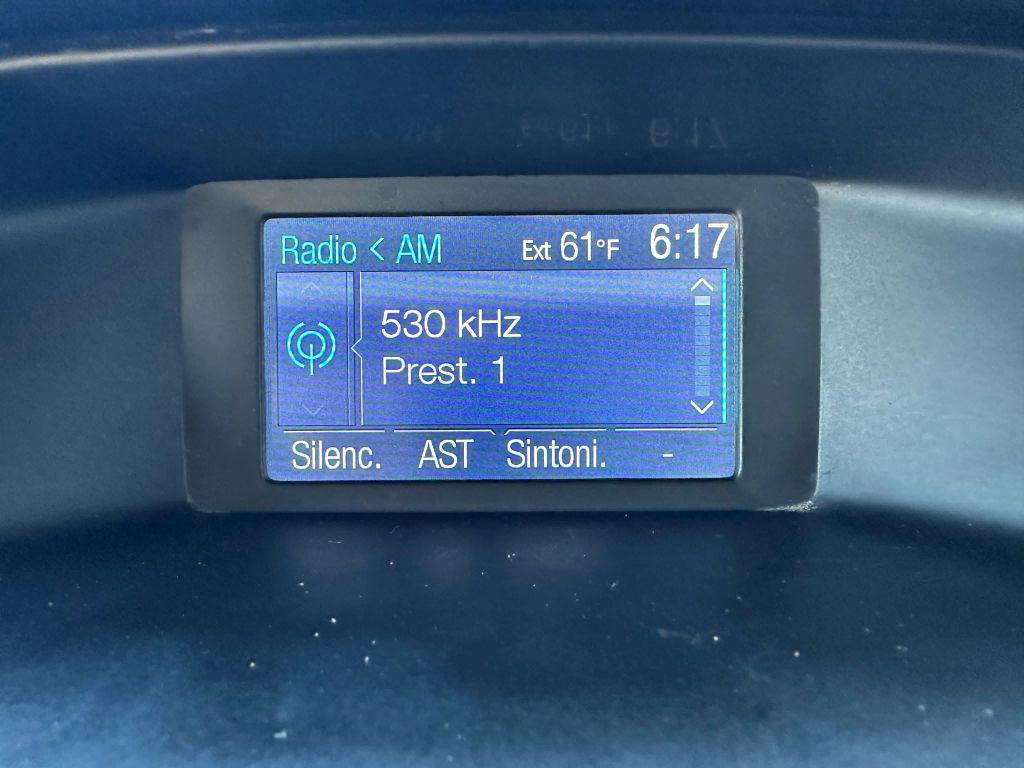 Radio < AM Ext 61°F 6:17
530 kHz
Prest. 1
Silenc. AST Sintoni. -